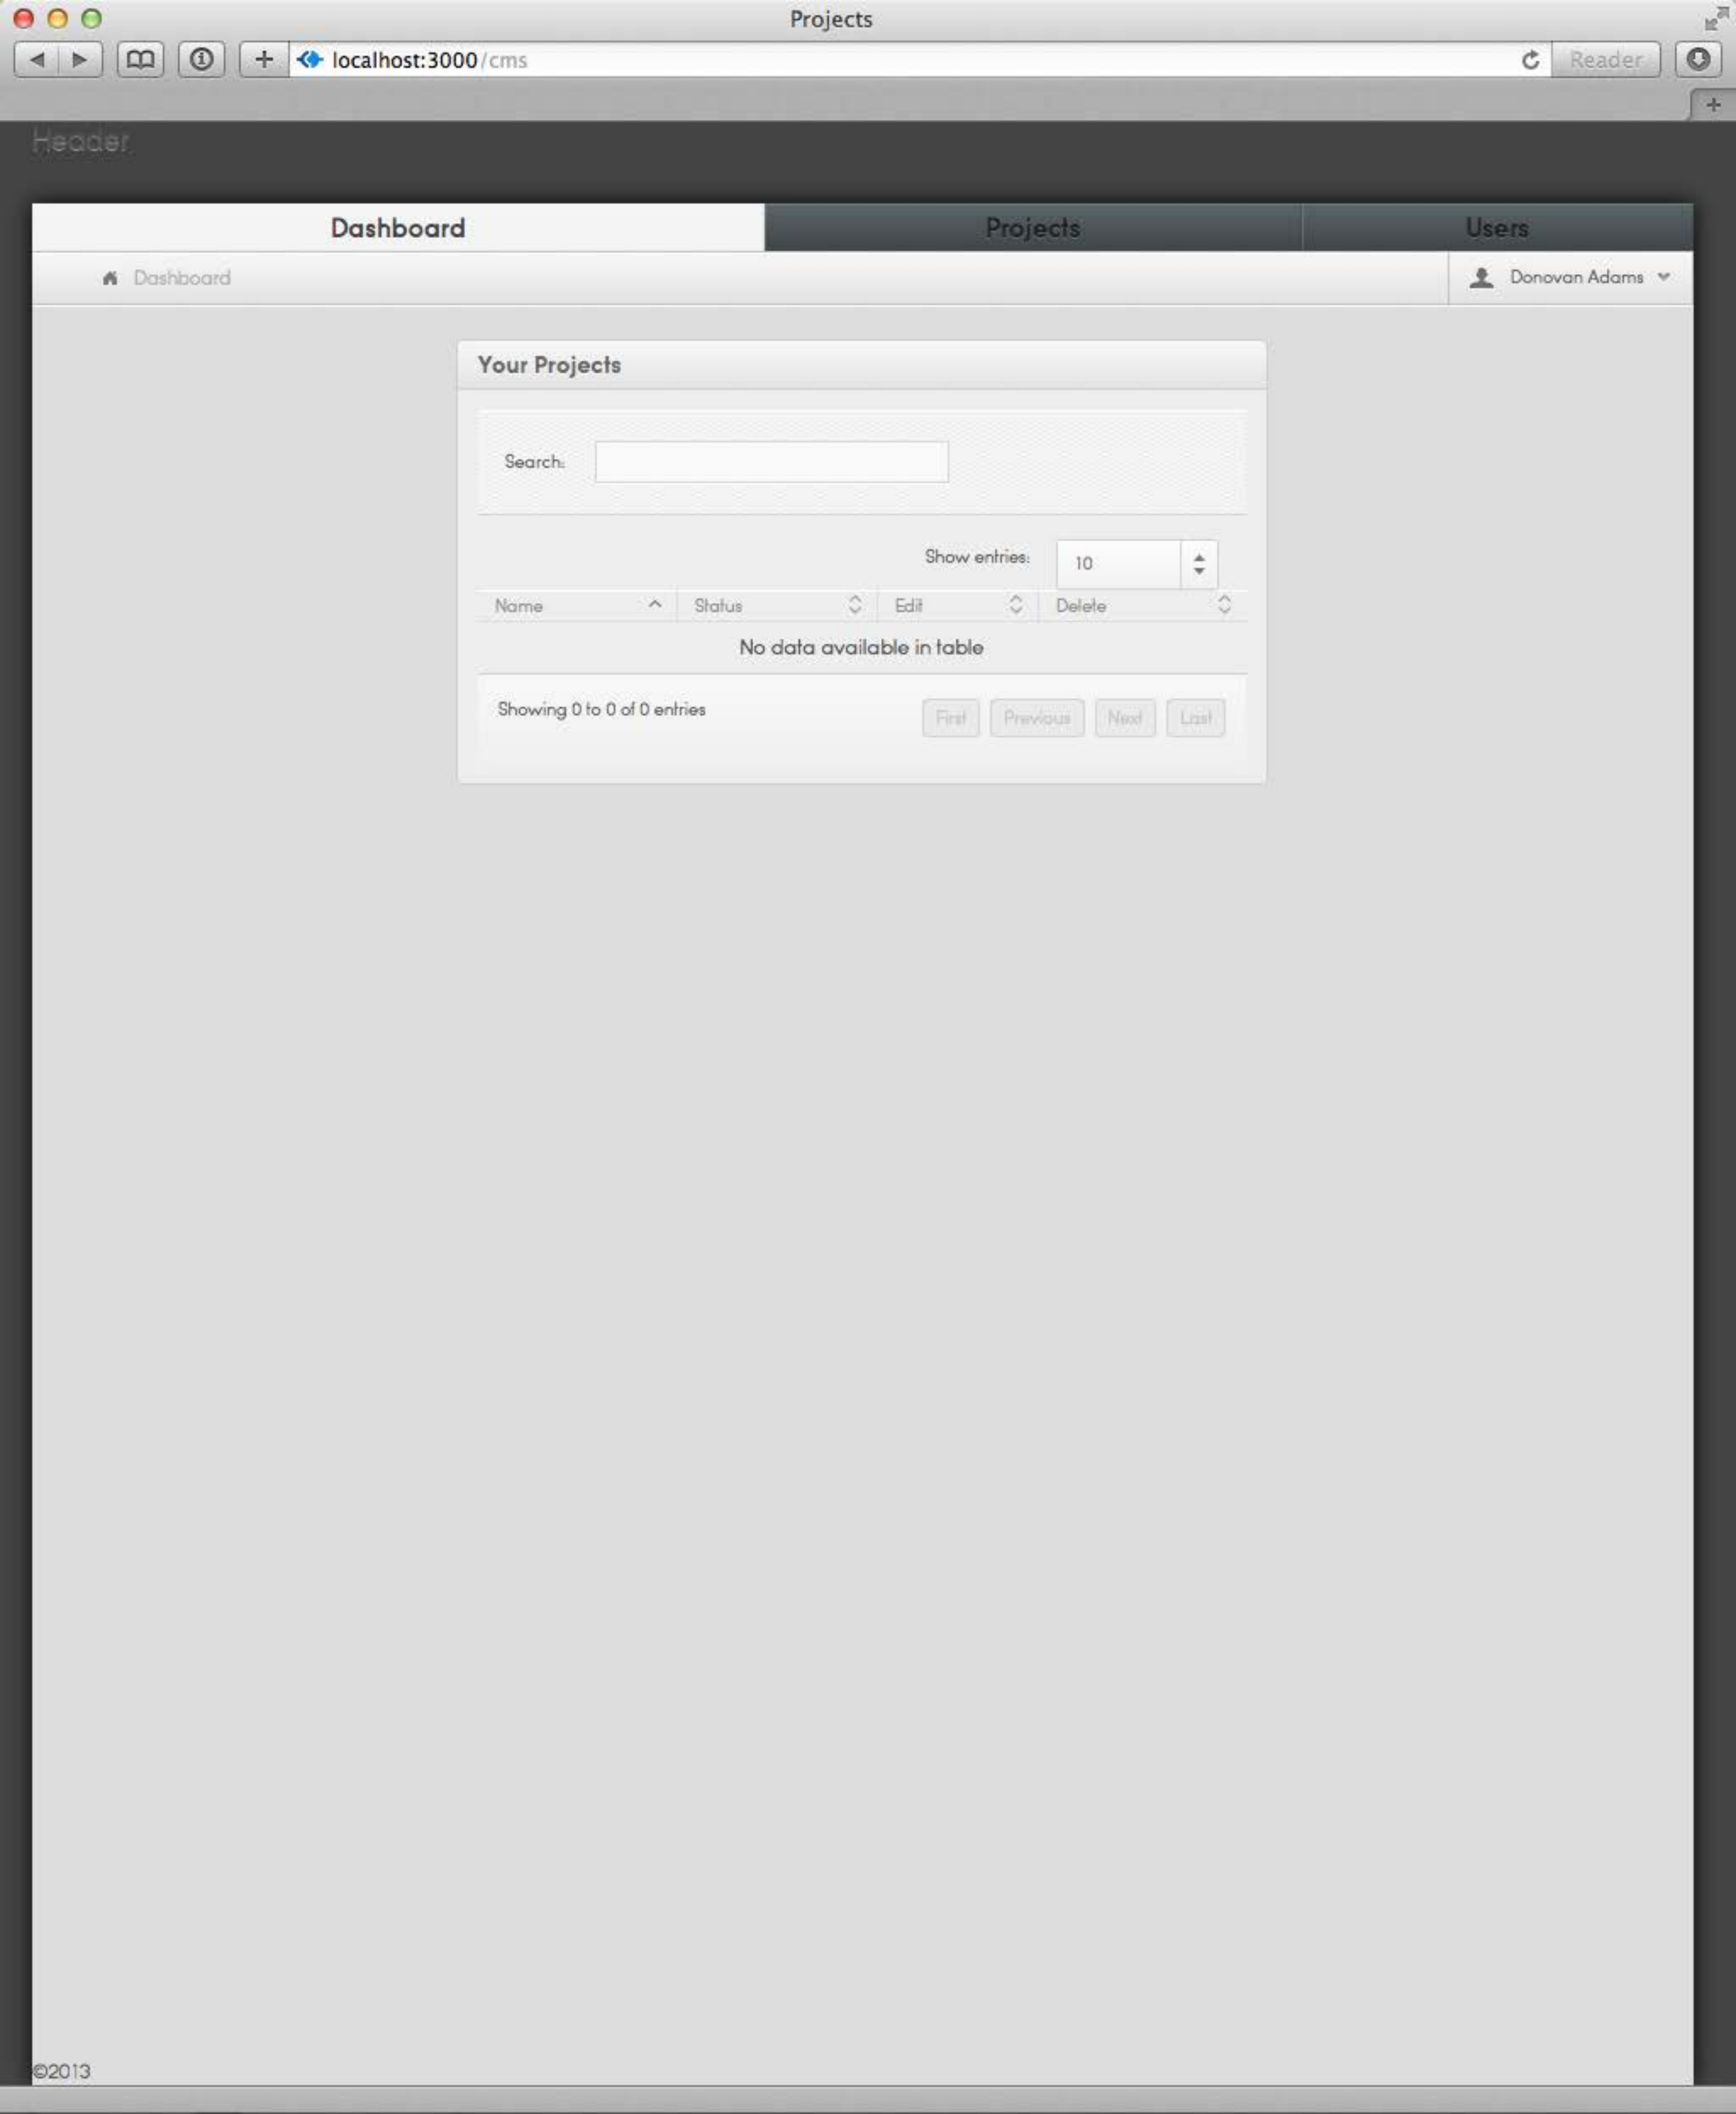 Projects
localhost:3000/cms
Reader
Header
Dashboard Projects Users
Dashboard Donovan Adams
Your Projects
Search:
Show entries: 10
Name Status Edit Delete
No data available in table
Showing 0 to 0 of 0 entries First Previous Next Last
©2013